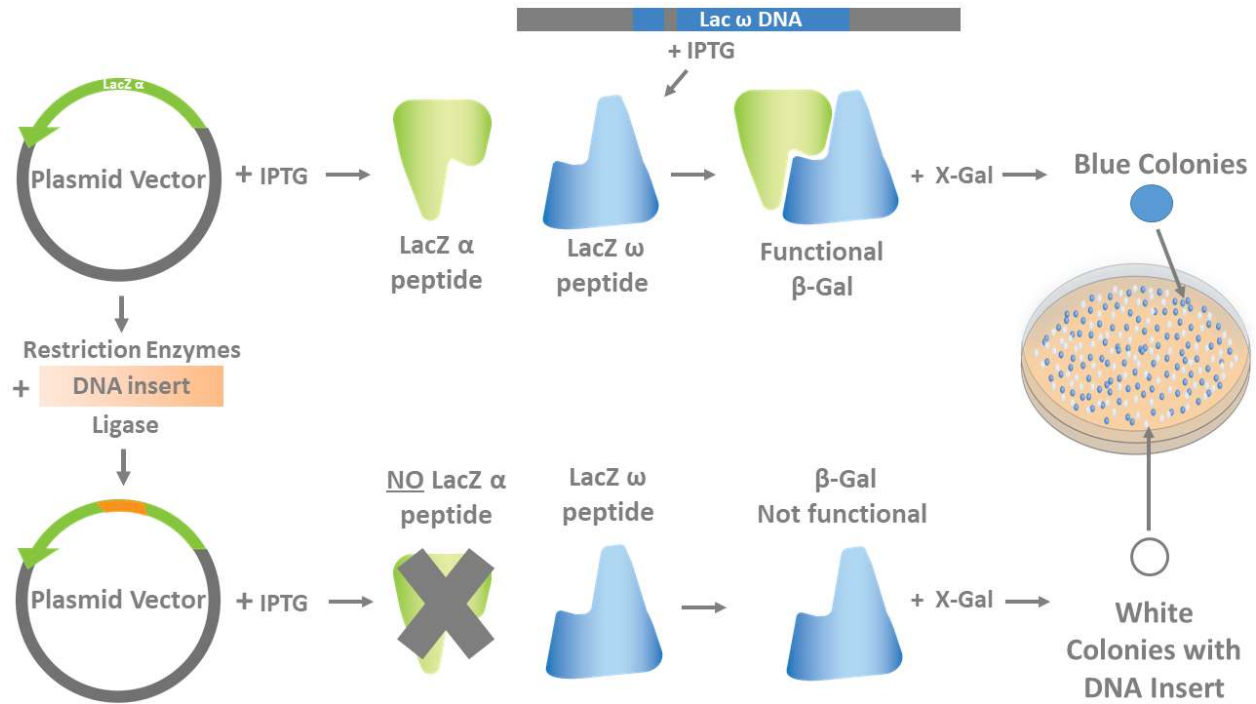 Lac ω DNA
+ IPTG
LacZ α
Plasmid Vector
+ IPTG
LacZ α
peptide
LacZ ω
peptide
Functional
β-Gal
+ X-Gal
Blue Colonies
Restriction Enzymes
+ DNA insert
Ligase
Plasmid Vector
+ IPTG
NO LacZ α
peptide
LacZ ω
peptide
β-Gal
Not functional
+ X-Gal
White
Colonies with
DNA Insert